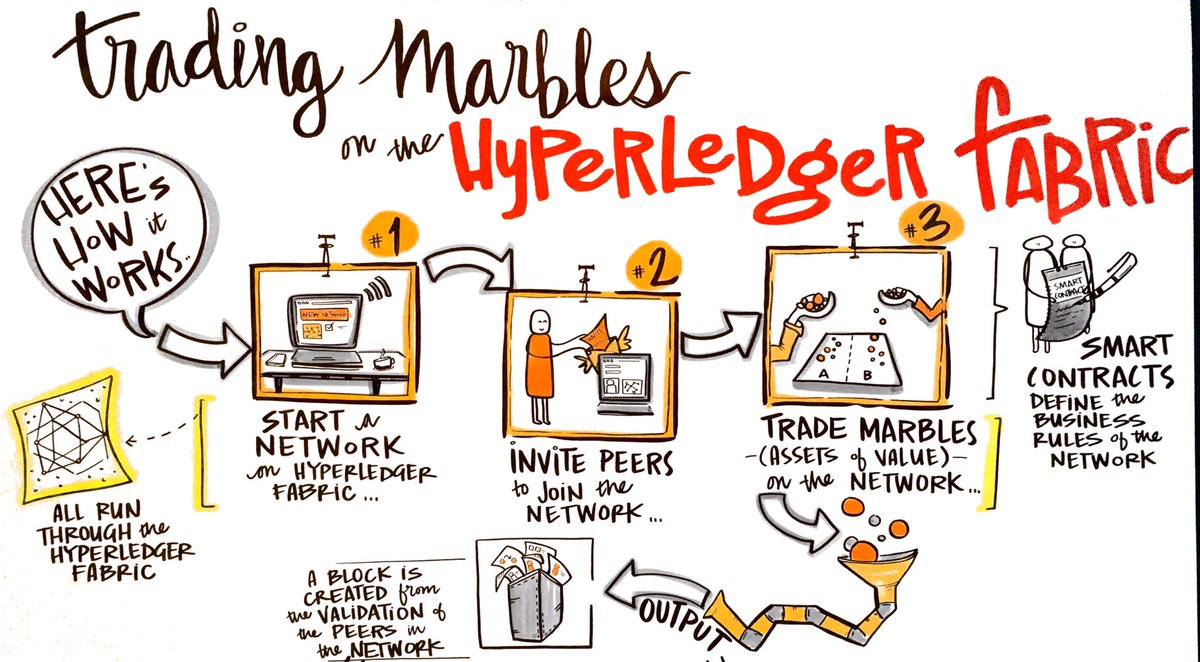 trading Marbles
on the HyPeRLeDgeR fABRIC
HERE'S
HOW it
WORKS..
#1
NEW NETWORK
START a
NETWORK
on HYPERLEDGER
FABRIC...
#2
INVITE
INVITE PEERS
to JOIN the
NETWORK...
#3
A B
TRADE MARBLES
-(ASSETS of VALUE)-
on the NETWORK...
SMART
CONTRACT
SMART
CONTRACTS
DEFINE the
BUSINESS
RULES of the
NETWORK
ALL RUN
THROUGH the
HYPERLEDGER
FABRIC
A BLOCK IS
CREATED from
the VALIDATION of
the PEERS in
the NETWORK
OUTPUT